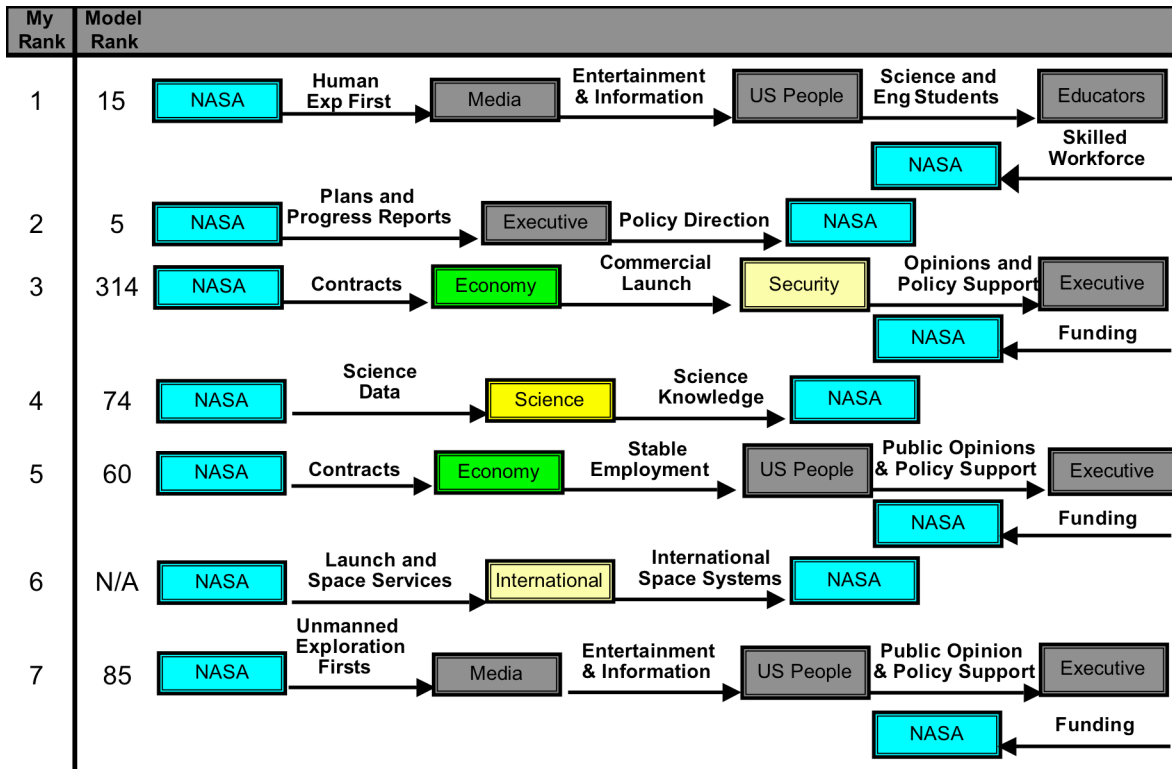 My Rank
Model Rank
1
15
NASA
Human Exp First
Media
Entertainment & Information
US People
Science and Eng Students
Educators
Skilled Workforce
NASA
2
5
NASA
Plans and Progress Reports
Executive
Policy Direction
NASA
3
314
NASA
Contracts
Economy
Commercial Launch
Security
Opinions and Policy Support
Executive
Funding
NASA
4
74
NASA
Science Data
Science
Science Knowledge
NASA
5
60
NASA
Contracts
Economy
Stable Employment
US People
Public Opinions & Policy Support
Executive
Funding
NASA
6
N/A
NASA
Launch and Space Services
International
International Space Systems
NASA
7
85
NASA
Unmanned Exploration Firsts
Media
Entertainment & Information
US People
Public Opinion & Policy Support
Executive
Funding
NASA